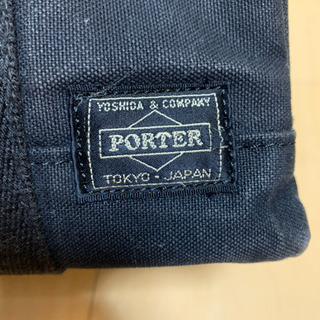 YOSHIDA & COMPANY
PORTER
TOKYO - JAPAN